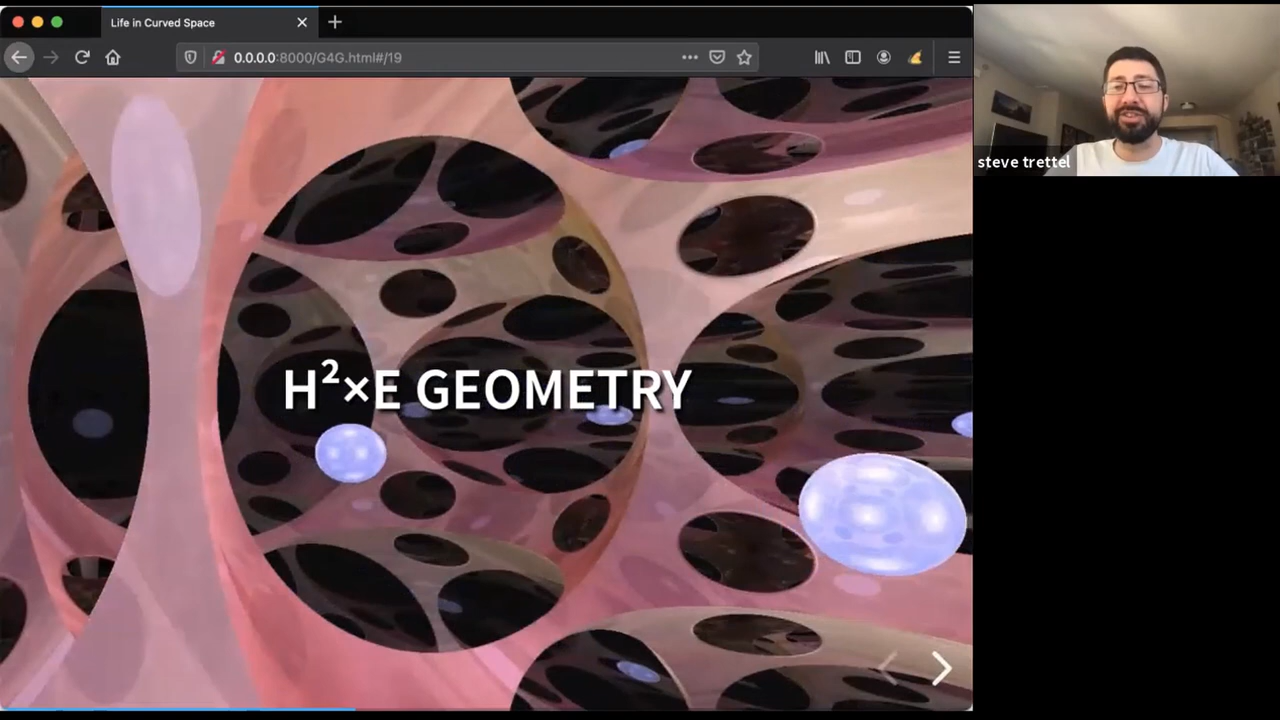 Life in Curved Space
0.0.0.0:8000/G4G.html#/19
steve trettel
H²×E GEOMETRY